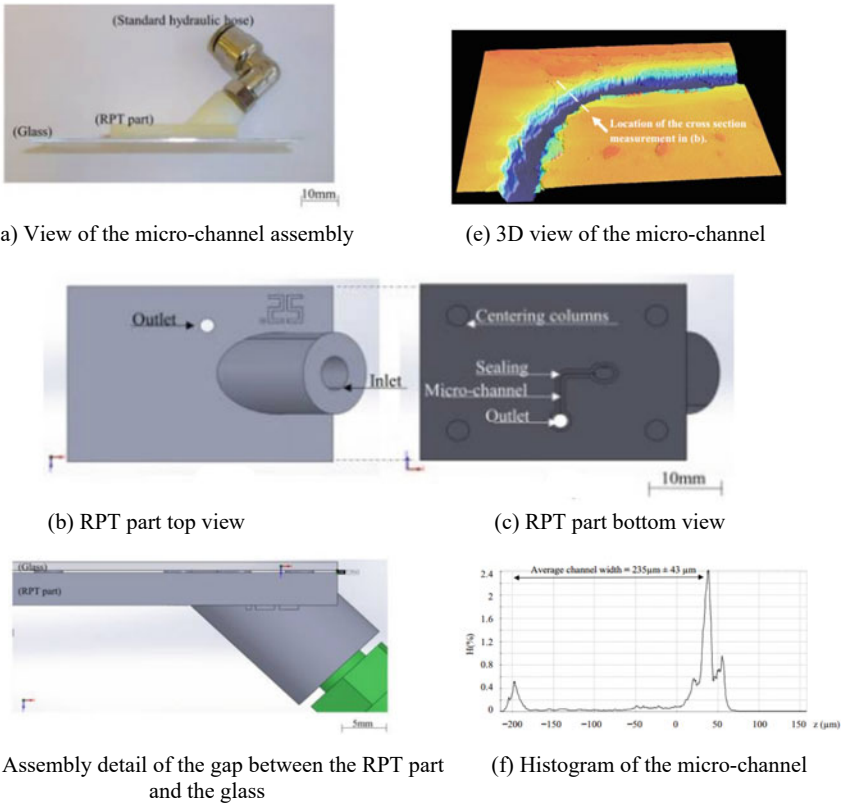 (Standard hydraulic hose)
(RPT part)
(Glass)
10mm
a) View of the micro-channel assembly
Location of the cross section
measurement in (b).
(e) 3D view of the micro-channel
Outlet
25
Inlet
Centering columns
Sealing
Micro-channel
Outlet
10mm
(b) RPT part top view
(c) RPT part bottom view
(Glass)
(RPT part)
5mm
Assembly detail of the gap between the RPT part
and the glass
Average channel width = 235µm ± 43 µm
H(%)
2.4
2
1.6
1.2
0.8
0.4
0
−200 −150 −100 −50 0 50 100 150 z (µm)
(f) Histogram of the micro-channel